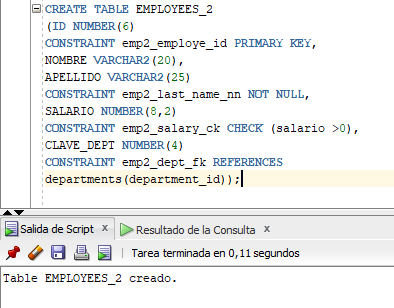 CREATE TABLE EMPLOYEES_2
(ID NUMBER(6)
CONSTRAINT emp2_employe_id PRIMARY KEY,
NOMBRE VARCHAR2(20),
APELLIDO VARCHAR2(25)
CONSTRAINT emp2_last_name_nn NOT NULL,
SALARIO NUMBER(8,2)
CONSTRAINT emp2_salary_ck CHECK (salario >0),
CLAVE_DEPT NUMBER(4)
CONSTRAINT emp2_dept_fk REFERENCES
departments(department_id));
Salida de Script x Resultado de la Consulta x
Tarea terminada en 0,11 segundos
Table EMPLOYEES_2 creado.